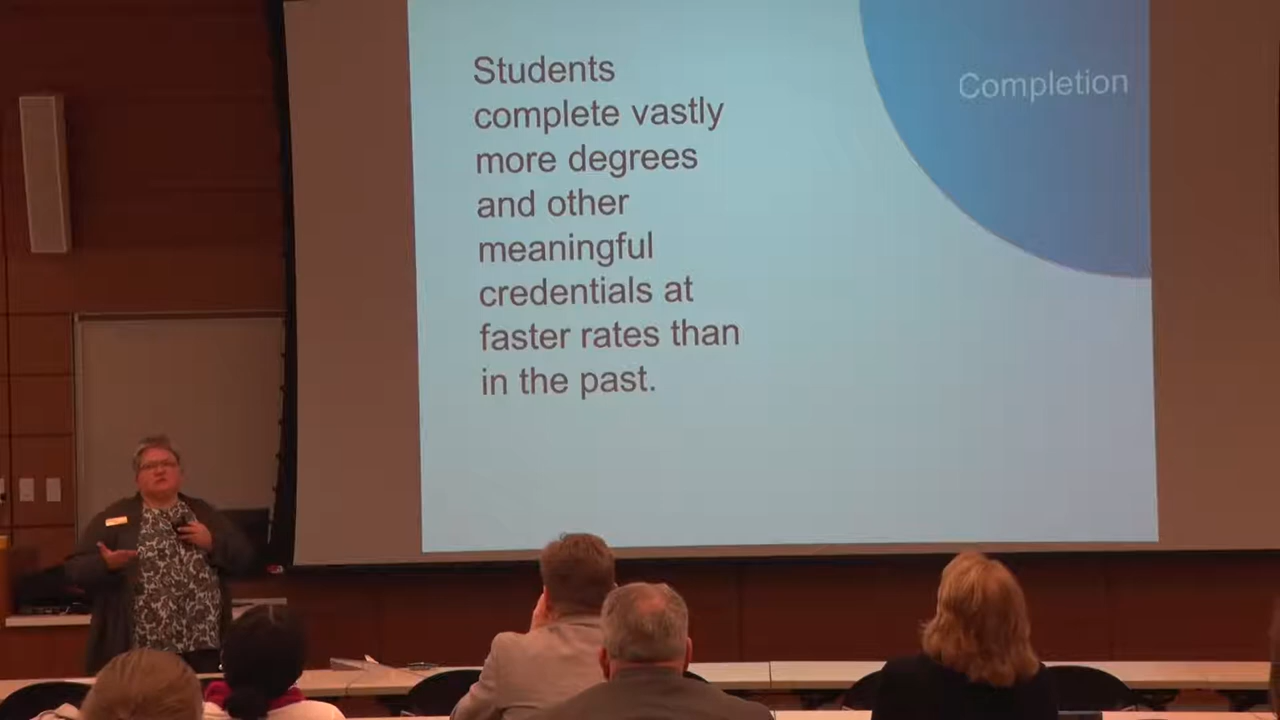 Students
complete vastly
more degrees
and other
meaningful
credentials at
faster rates than
in the past.
Completion